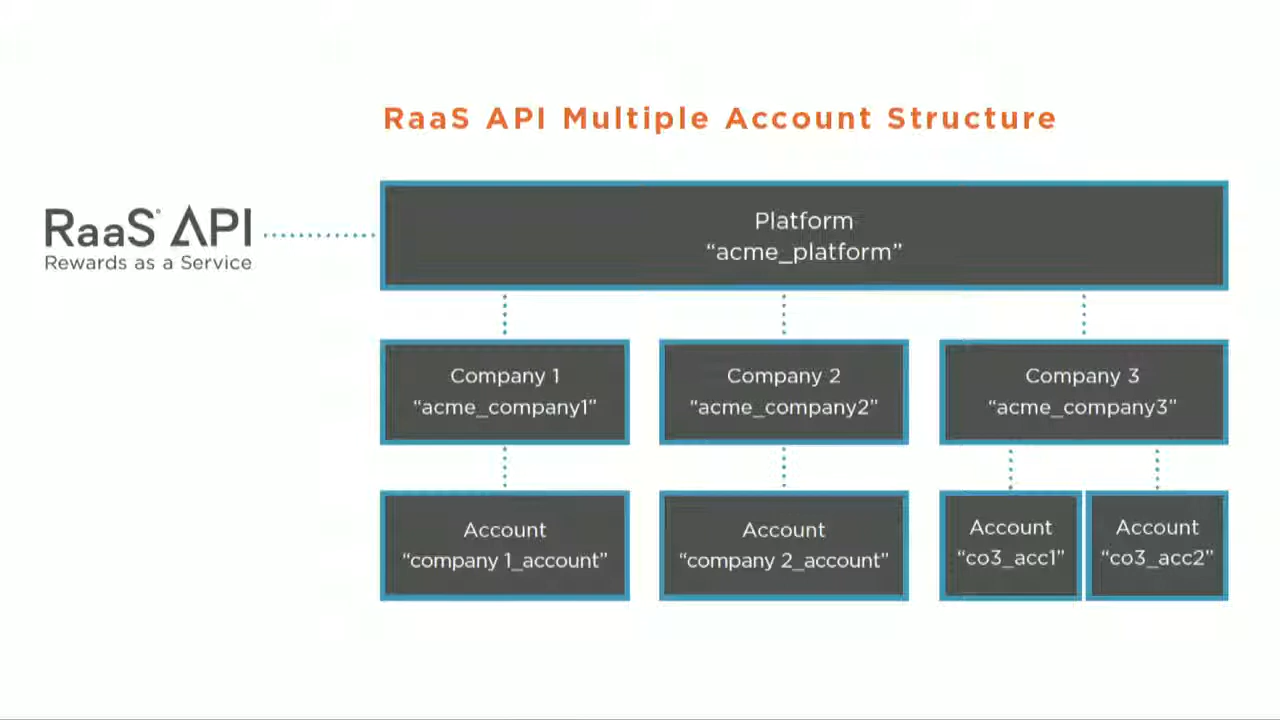 RaaS API Multiple Account Structure
RaaS® API
Rewards as a Service
Platform
“acme_platform”
Company 1
“acme_company1”
Company 2
“acme_company2”
Company 3
“acme_company3”
Account
“company 1_account”
Account
“company 2_account”
Account
“co3_acc1”
Account
“co3_acc2”